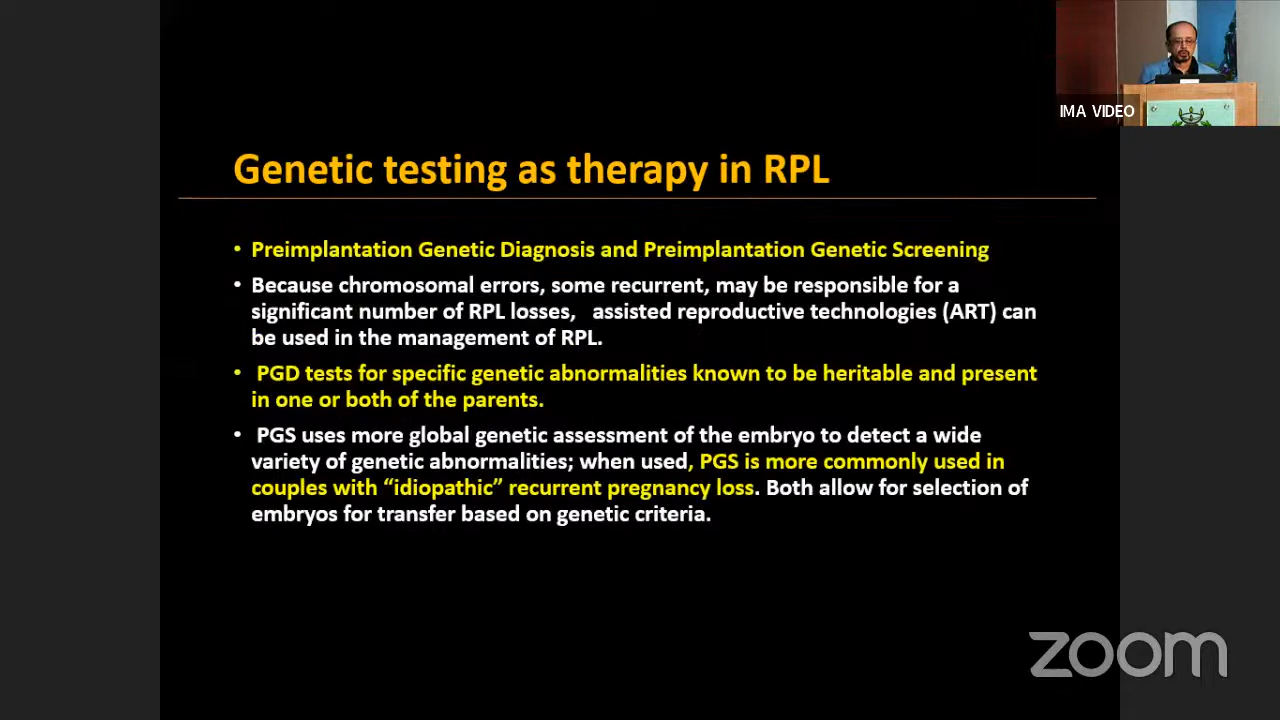 IMA VIDEO
Genetic testing as therapy in RPL
• Preimplantation Genetic Diagnosis and Preimplantation Genetic Screening
• Because chromosomal errors, some recurrent, may be responsible for a
significant number of RPL losses, assisted reproductive technologies (ART) can
be used in the management of RPL.
• PGD tests for specific genetic abnormalities known to be heritable and present
in one or both of the parents.
• PGS uses more global genetic assessment of the embryo to detect a wide
variety of genetic abnormalities; when used, PGS is more commonly used in
couples with “idiopathic” recurrent pregnancy loss. Both allow for selection of
embryos for transfer based on genetic criteria.
zoom